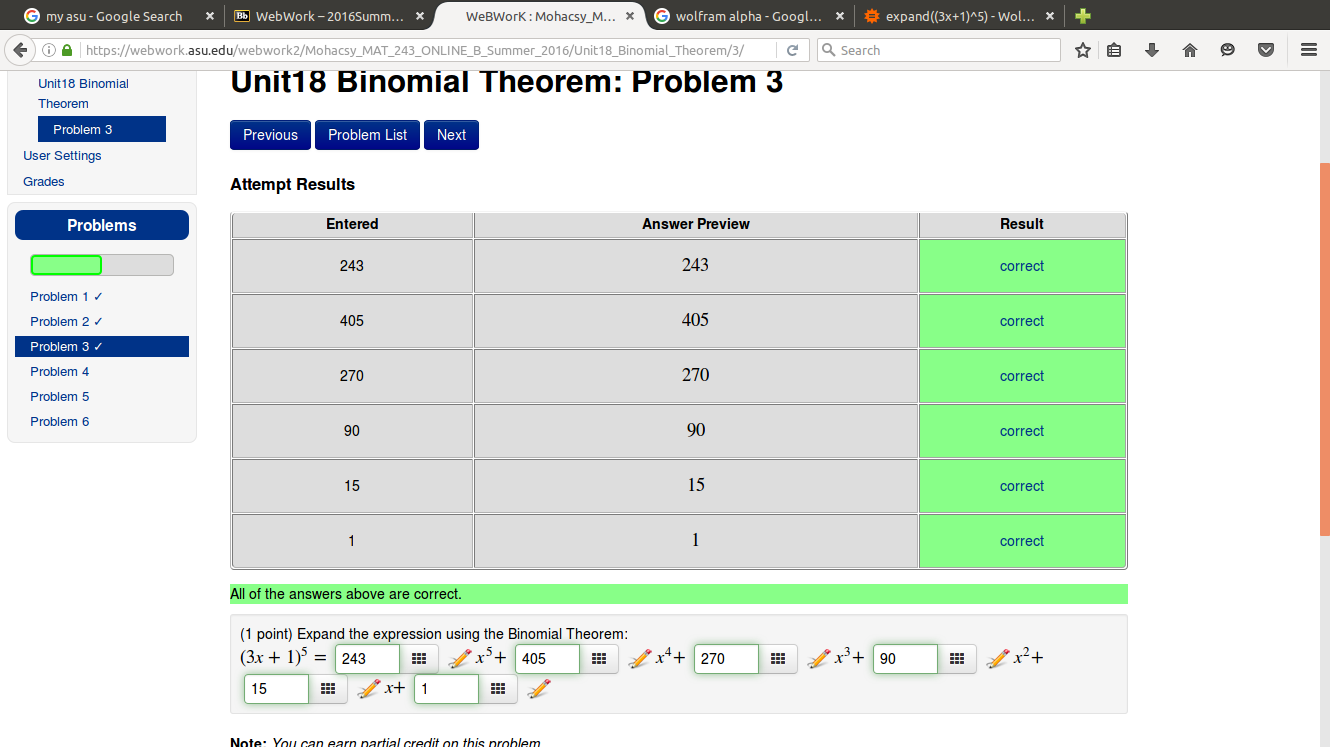 my asu - Google Search
WebWork – 2016Summ...
WeBWorK : Mohacsy_M...
wolfram alpha - Googl...
expand((3x+1)^5) - Wol...
https://webwork.asu.edu/webwork2/Mohacsy_MAT_243_ONLINE_B_Summer_2016/Unit18_Binomial_Theorem/3/
Search
Unit18 Binomial
Theorem
Problem 3
User Settings
Grades
Problems
Problem 1 ✓
Problem 2 ✓
Problem 3 ✓
Problem 4
Problem 5
Problem 6
Unit18 Binomial Theorem: Problem 3
Previous Problem List Next
Attempt Results
Entered Answer Preview Result
243 243 correct
405 405 correct
270 270 correct
90 90 correct
15 15 correct
1 1 correct
All of the answers above are correct.
(1 point) Expand the expression using the Binomial Theorem:
(3x + 1)⁵ = 243 x⁵+ 405 x⁴+ 270 x³+ 90 x²+
15 x+ 1
Note: You can earn partial credit on this problem.